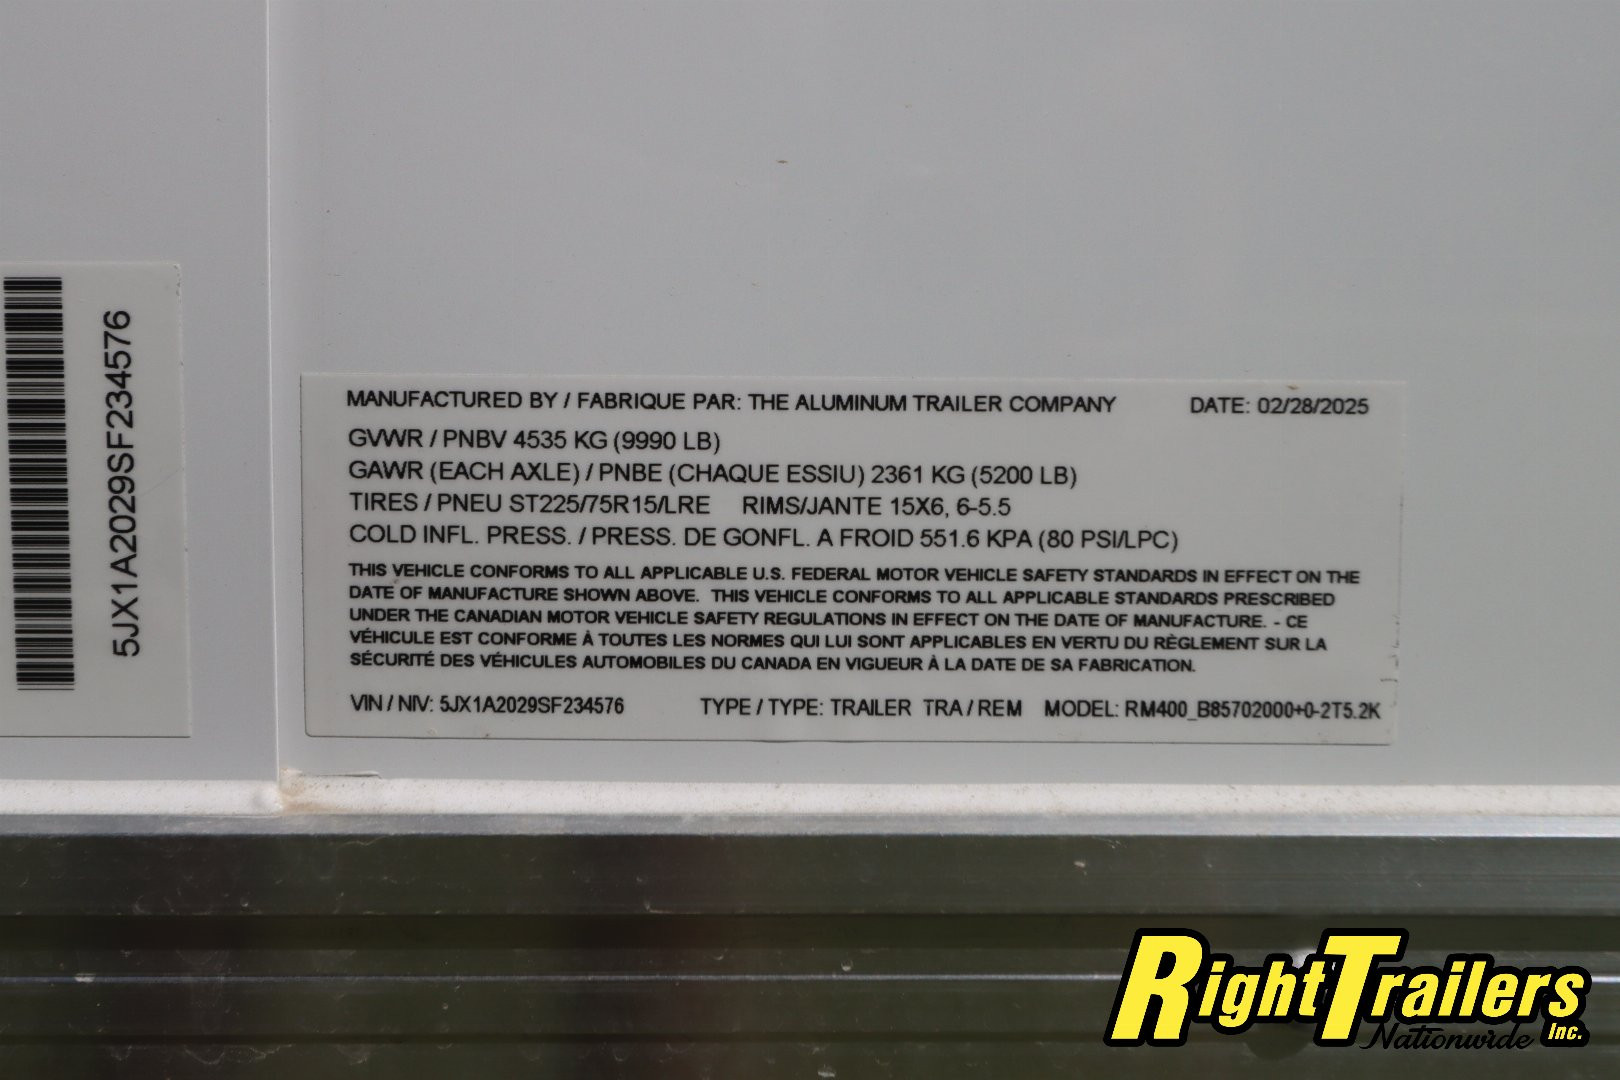 5JX1A2029SF234576
MANUFACTURED BY / FABRIQUE PAR: THE ALUMINUM TRAILER COMPANY DATE: 02/28/2025
GVWR / PNBV 4535 KG (9990 LB)
GAWR (EACH AXLE) / PNBE (CHAQUE ESSIU) 2361 KG (5200 LB)
TIRES / PNEU ST225/75R15/LRE RIMS/JANTE 15X6, 6-5.5
COLD INFL. PRESS. / PRESS. DE GONFL. A FROID 551.6 KPA (80 PSI/LPC)
THIS VEHICLE CONFORMS TO ALL APPLICABLE U.S. FEDERAL MOTOR VEHICLE SAFETY STANDARDS IN EFFECT ON THE
DATE OF MANUFACTURE SHOWN ABOVE. THIS VEHICLE CONFORMS TO ALL APPLICABLE STANDARDS PRESCRIBED
UNDER THE CANADIAN MOTOR VEHICLE SAFETY REGULATIONS IN EFFECT ON THE DATE OF MANUFACTURE. - CE
VÉHICULE EST CONFORME À TOUTES LES NORMES QUI LUI SONT APPLICABLES EN VERTU DU RÈGLEMENT SUR LA
SÉCURITÉ DES VÉHICULES AUTOMOBILES DU CANADA EN VIGUEUR À LA DATE DE SA FABRICATION.
VIN / NIV: 5JX1A2029SF234576 TYPE / TYPE: TRAILER TRA / REM MODEL: RM400_B85702000+0-2T5.2K
RightTrailers
Nationwide Inc.